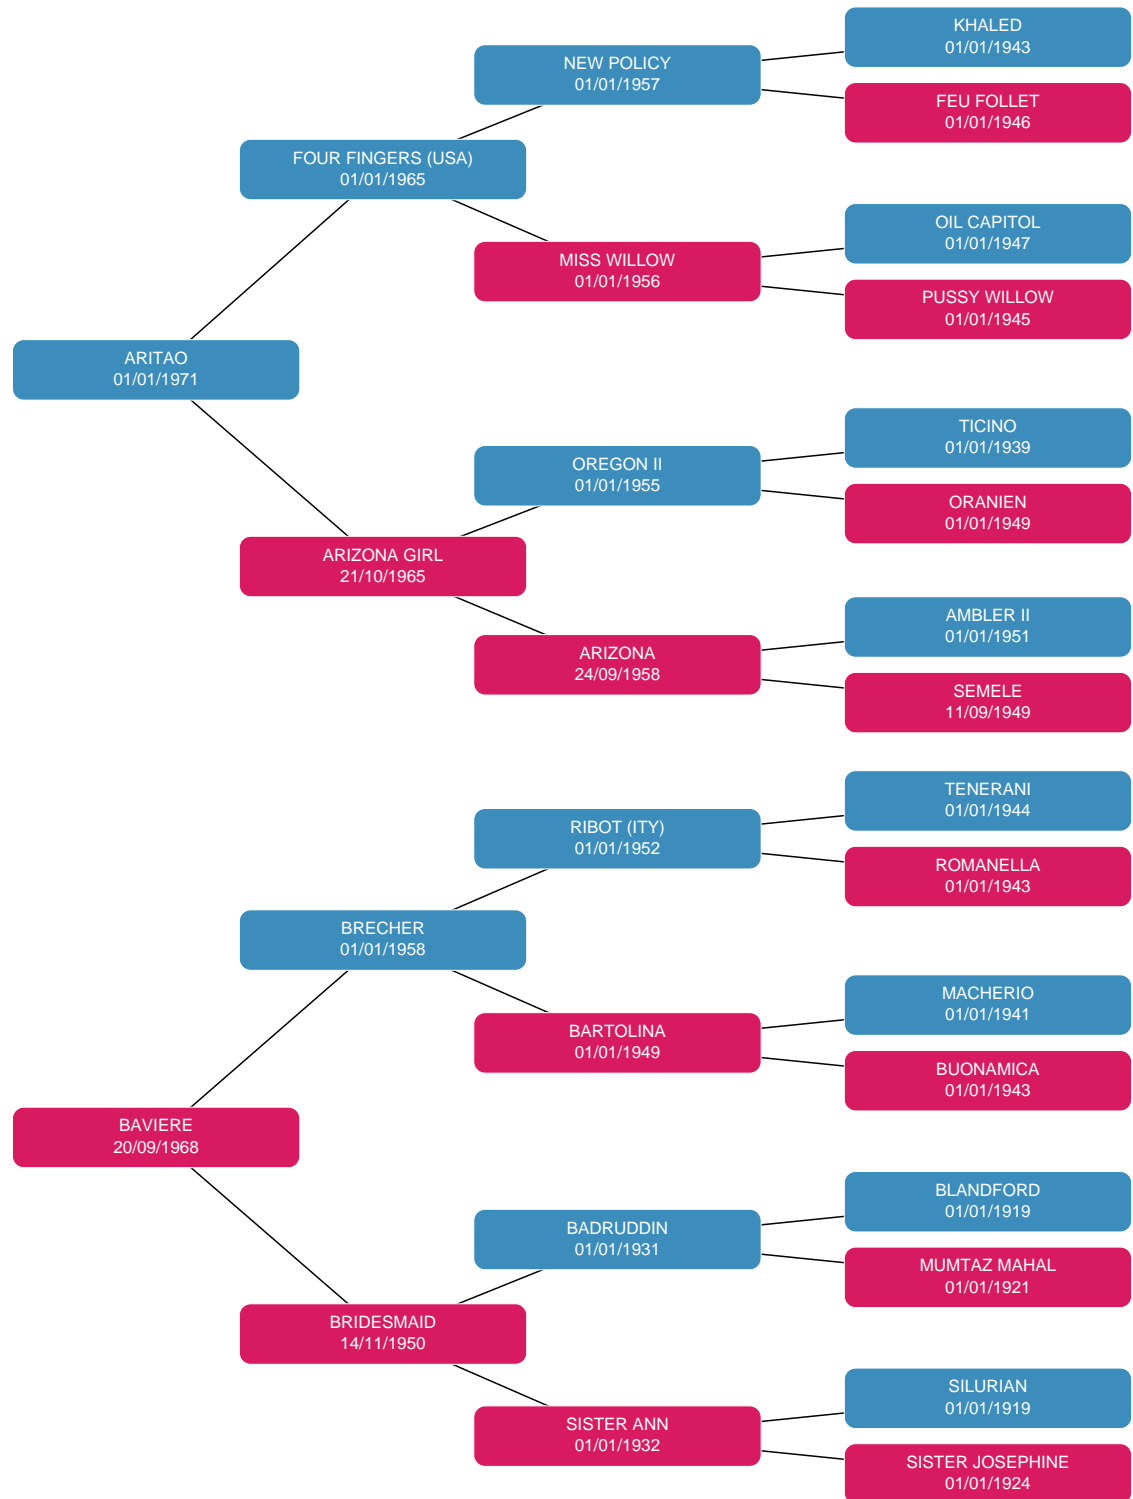 KHALED
01/01/1943
NEW POLICY
01/01/1957
FEU FOLLET
01/01/1946
FOUR FINGERS (USA)
01/01/1965
OIL CAPITOL
01/01/1947
MISS WILLOW
01/01/1956
PUSSY WILLOW
01/01/1945
ARITAO
01/01/1971
TICINO
01/01/1939
OREGON II
01/01/1955
ORANIEN
01/01/1949
ARIZONA GIRL
21/10/1965
AMBLER II
01/01/1951
ARIZONA
24/09/1958
SEMELE
11/09/1949
TENERANI
01/01/1944
RIBOT (ITY)
01/01/1952
ROMANELLA
01/01/1943
BRECHER
01/01/1958
MACHERIO
01/01/1941
BARTOLINA
01/01/1949
BUONAMICA
01/01/1943
BAVIERE
20/09/1968
BLANDFORD
01/01/1919
BADRUDDIN
01/01/1931
MUMTAZ MAHAL
01/01/1921
BRIDESMAID
14/11/1950
SILURIAN
01/01/1919
SISTER ANN
01/01/1932
SISTER JOSEPHINE
01/01/1924